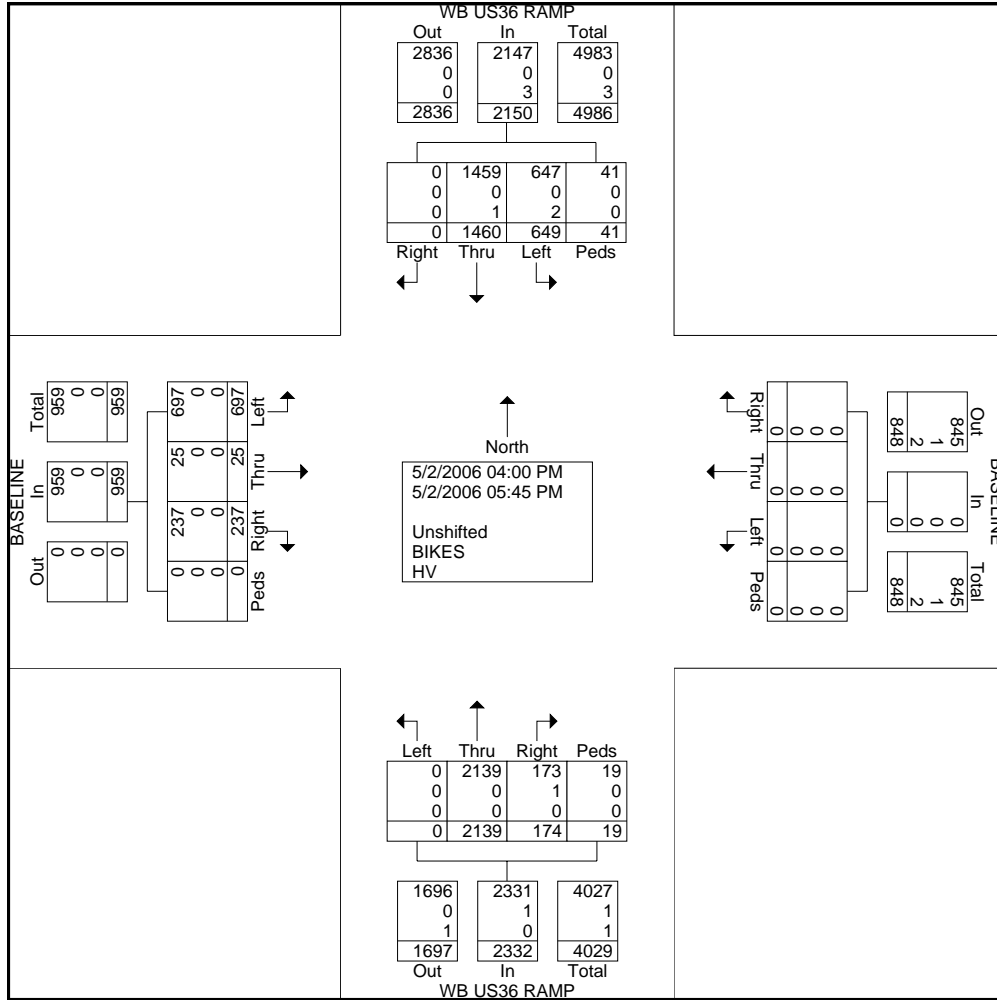 WB US36 RAMP
Out In Total
2836 2147 4983
0 0 0
0 3 3
2836 2150 4986
0 1459 647 41
0 0 0 0
0 1 2 0
0 1460 649 41
Right Thru Left Peds
BASELINE
Total
959
0
0
959
In
959
0
0
959
Out
0
0
0
0
Left
697
0
0
697
Thru
25
0
0
25
Right
237
0
0
237
Peds
0
0
0
0
North
5/2/2006 04:00 PM
5/2/2006 05:45 PM
Unshifted
BIKES
HV
Right
0
0
0
0
Thru
0
0
0
0
Left
0
0
0
0
Peds
0
0
0
0
Out
845
1
2
848
In
0
0
0
0
Total
845
1
2
848
BASELINE
Left Thru Right Peds
0 2139 173 19
0 0 1 0
0 0 0 0
0 2139 174 19
1696 2331 4027
0 1 1
1 0 1
1697 2332 4029
Out In Total
WB US36 RAMP